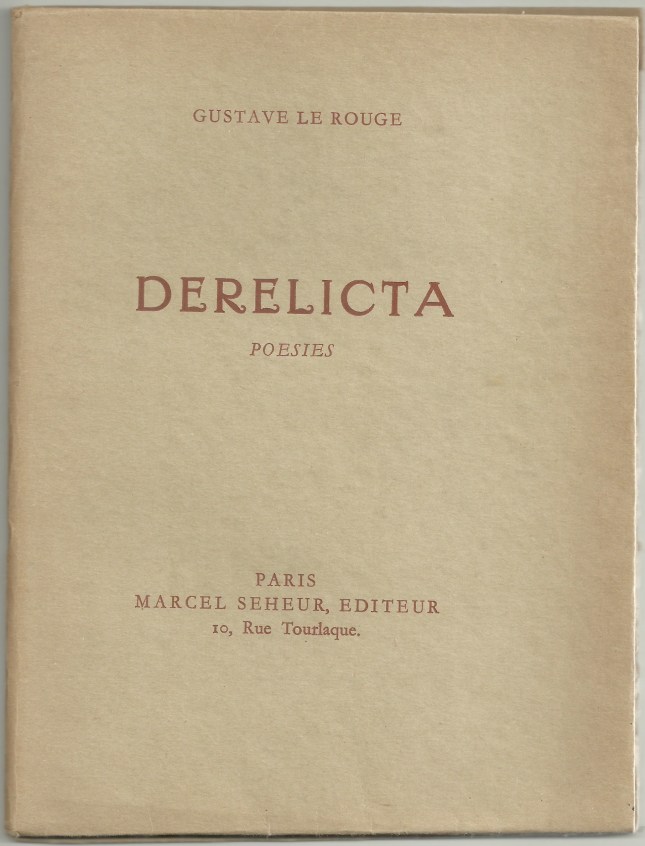 GUSTAVE LE ROUGE
DERELICTA
POESIES
PARIS
MARCEL SEHEUR, EDITEUR
10, Rue Tourlaque.